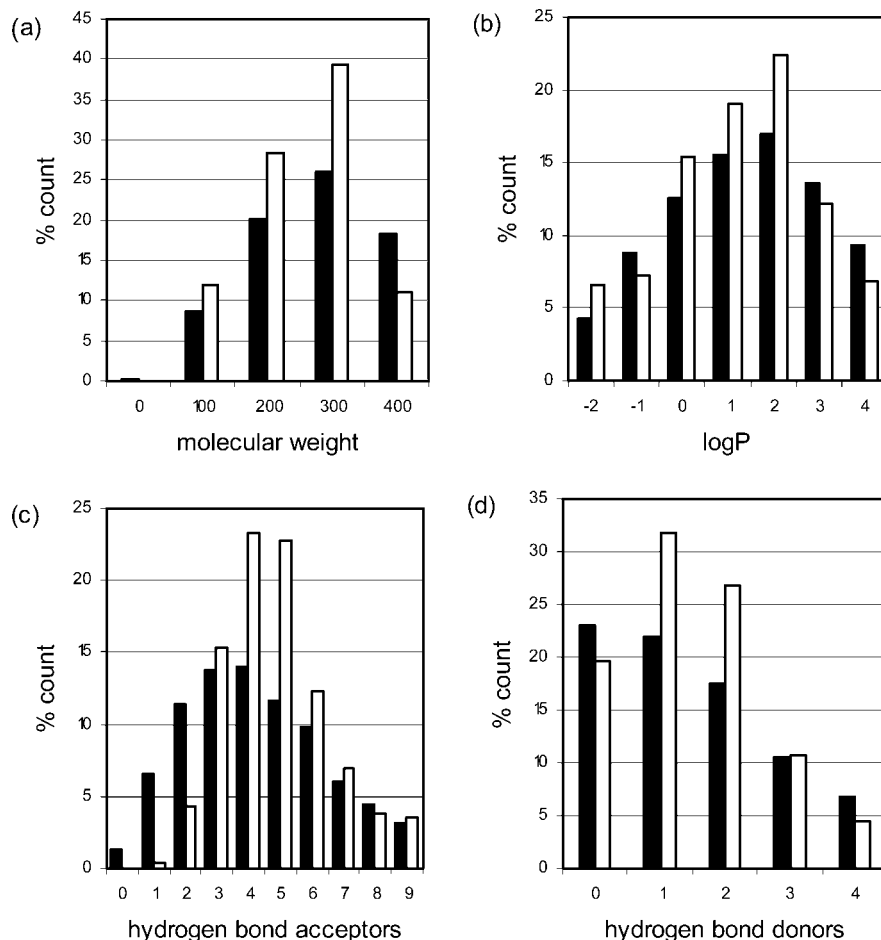 (a)
% count
45
40
35
30
25
20
15
10
5
0
0 100 200 300 400
molecular weight
(b)
% count
25
20
15
10
5
0
-2 -1 0 1 2 3 4
logP
(c)
% count
25
20
15
10
5
0
0 1 2 3 4 5 6 7 8 9
hydrogen bond acceptors
(d)
% count
35
30
25
20
15
10
5
0
0 1 2 3 4
hydrogen bond donors